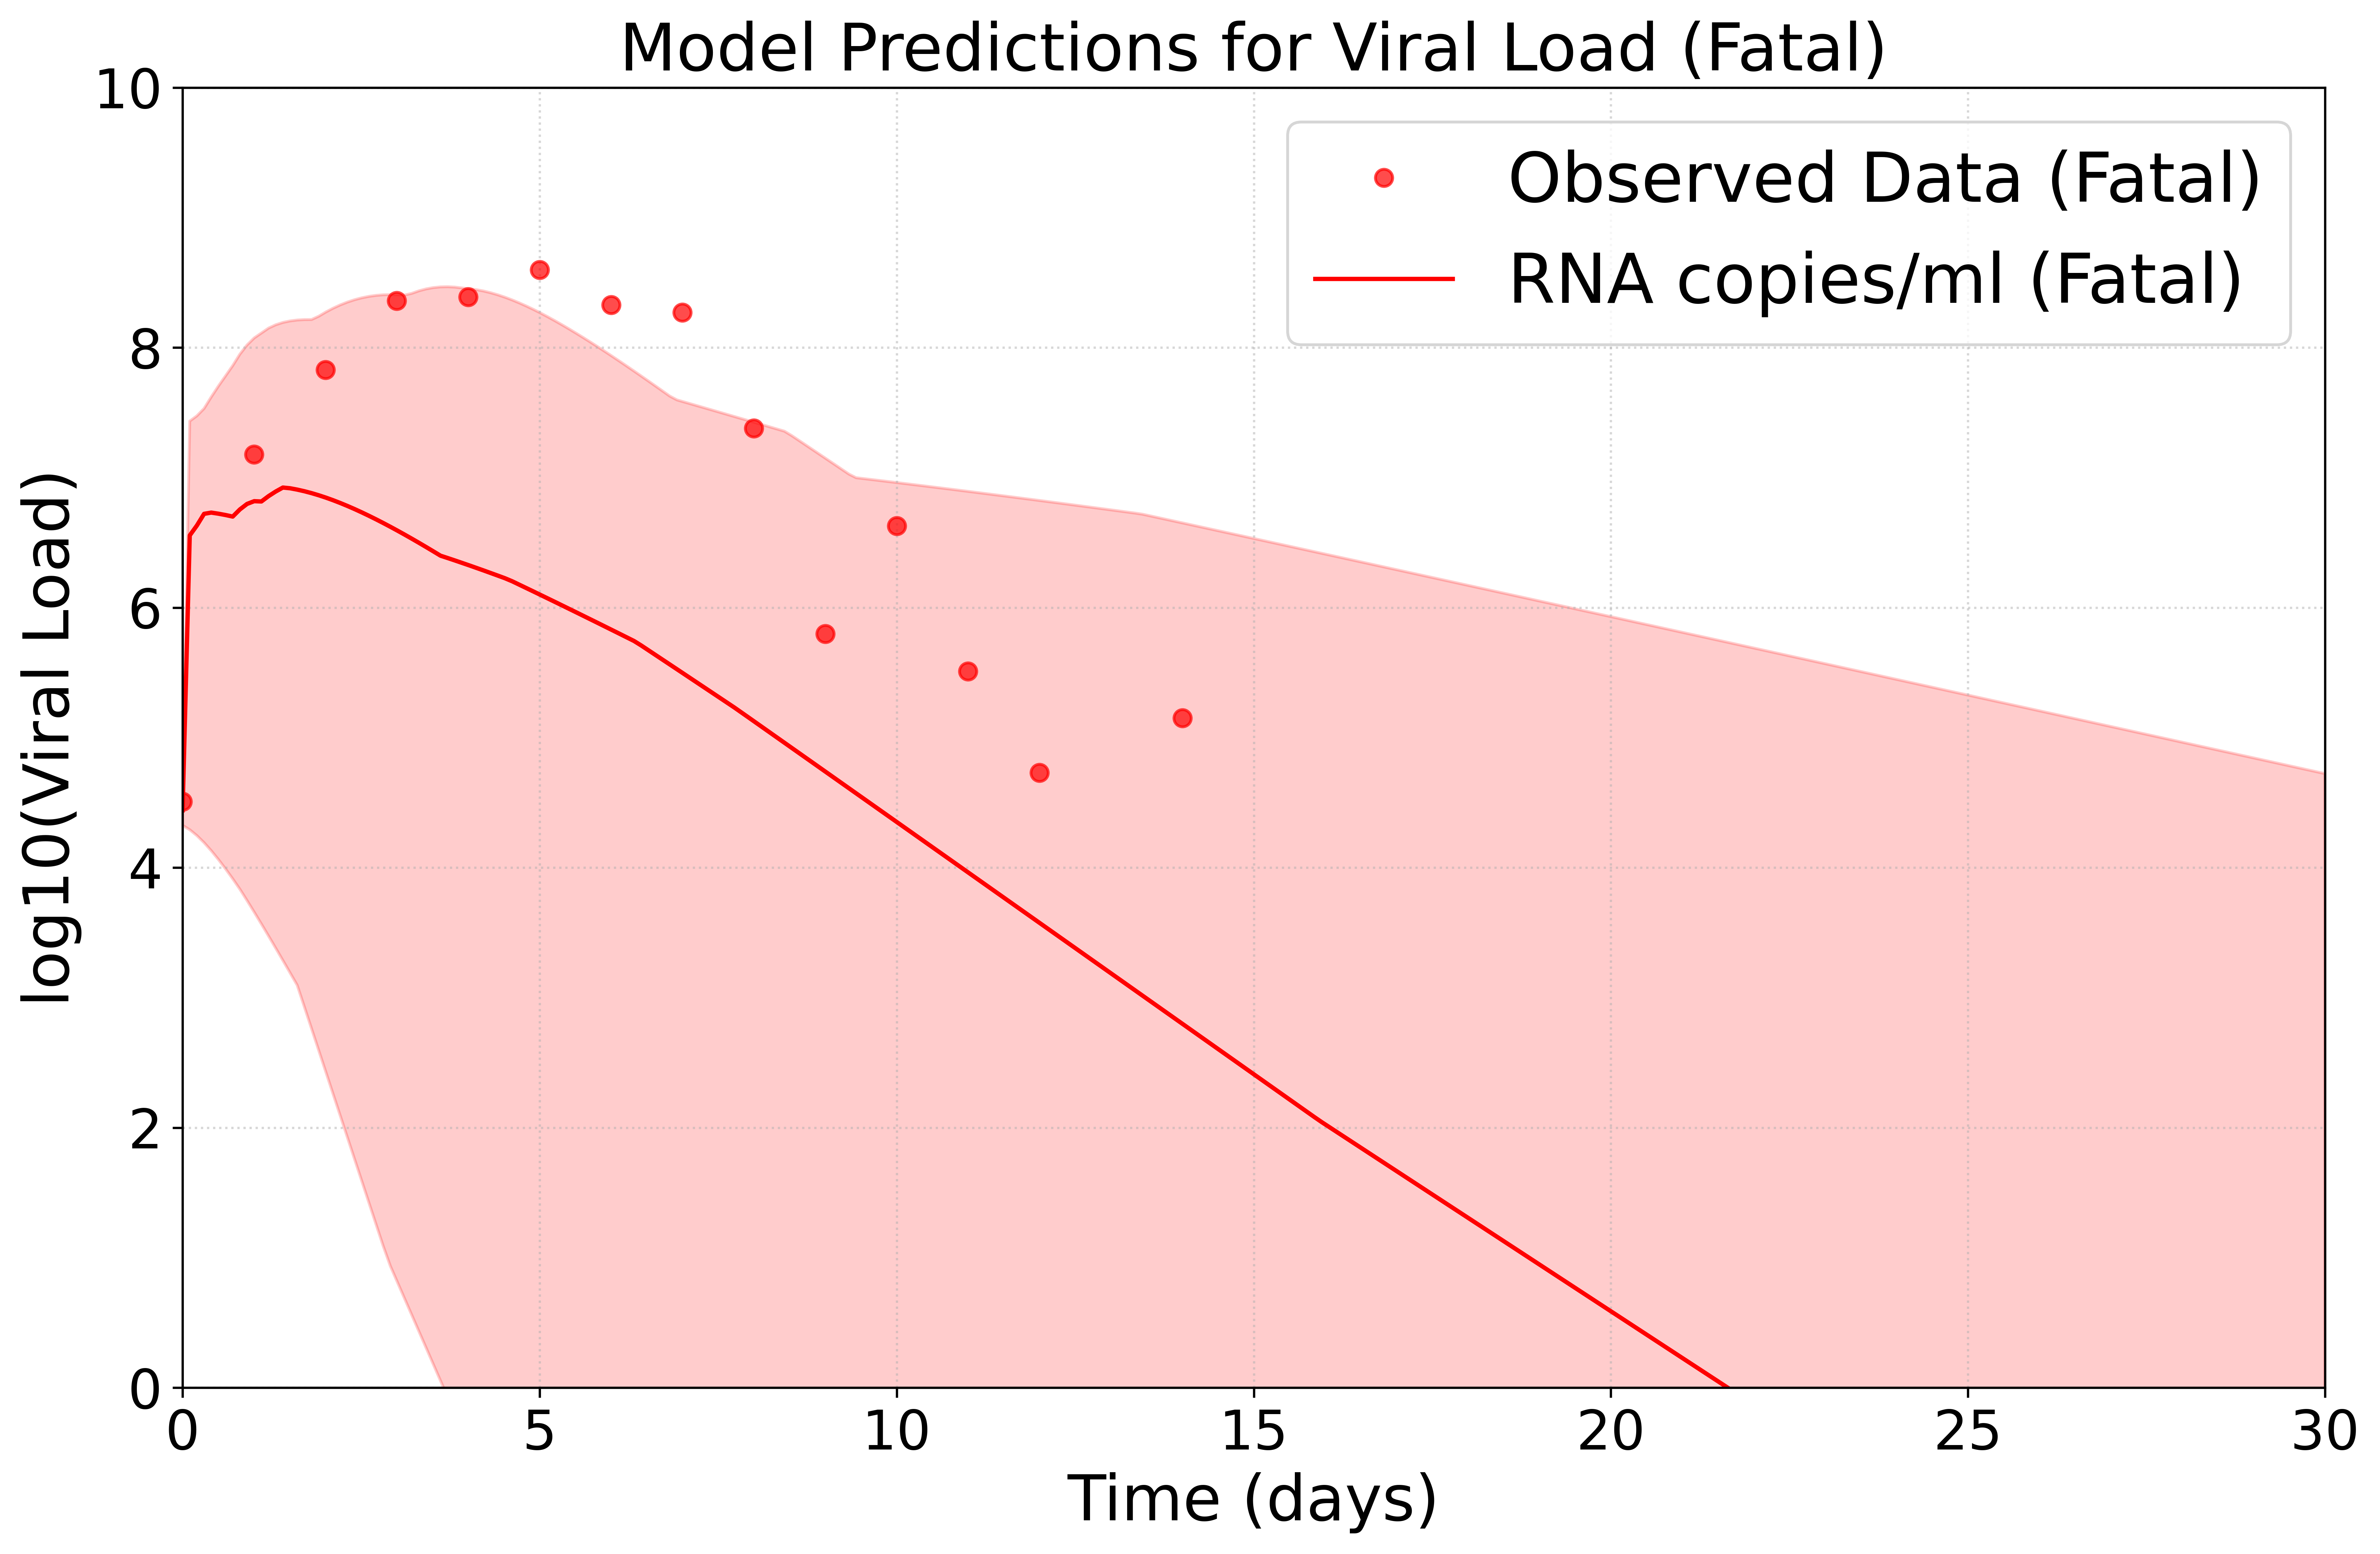 Model Predictions for Viral Load (Fatal)
Observed Data (Fatal)
RNA copies/ml (Fatal)
log10(Viral Load)
10
8
6
4
2
0
0 5 10 15 20 25 30
Time (days)